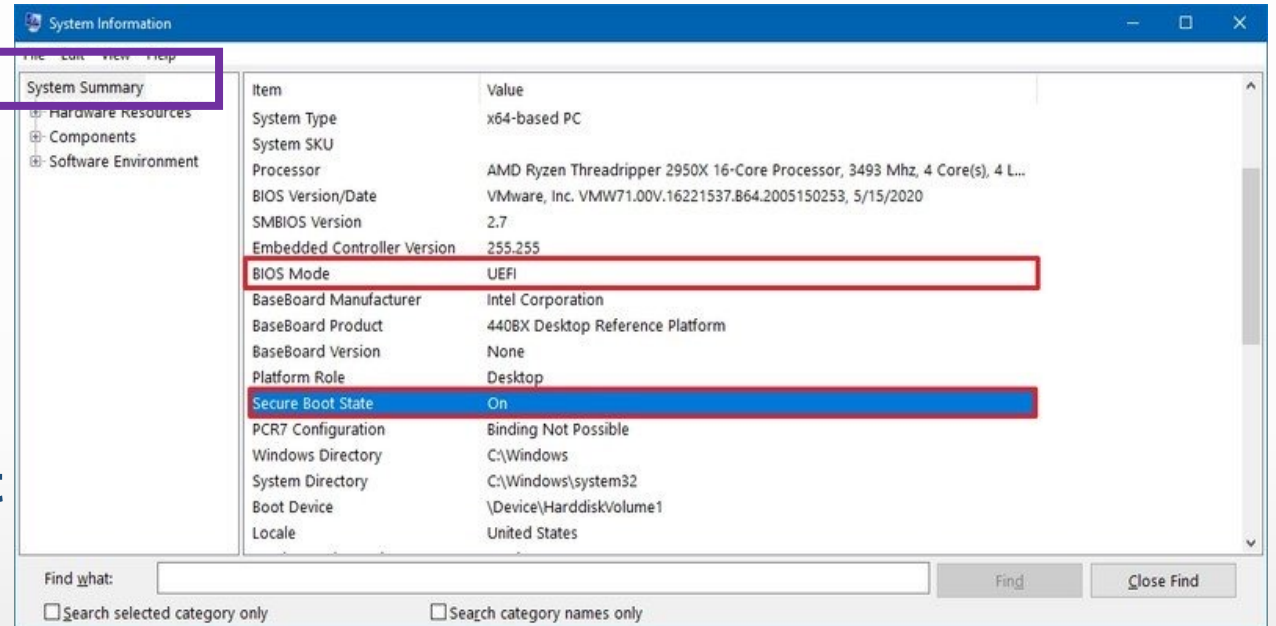 System Information
File Edit View Help
System Summary
Hardware Resources
Components
Software Environment
Item Value
System Type x64-based PC
System SKU
Processor AMD Ryzen Threadripper 2950X 16-Core Processor, 3493 Mhz, 4 Core(s), 4 L...
BIOS Version/Date VMware, Inc. VMW71.00V.16221537.B64.2005150253, 5/15/2020
SMBIOS Version 2.7
Embedded Controller Version 255.255
BIOS Mode UEFI
BaseBoard Manufacturer Intel Corporation
BaseBoard Product 440BX Desktop Reference Platform
BaseBoard Version None
Platform Role Desktop
Secure Boot State On
PCR7 Configuration Binding Not Possible
Windows Directory C:\Windows
System Directory C:\Windows\system32
Boot Device \Device\HarddiskVolume1
Locale United States
Find what: Find Close Find
Search selected category only Search category names only